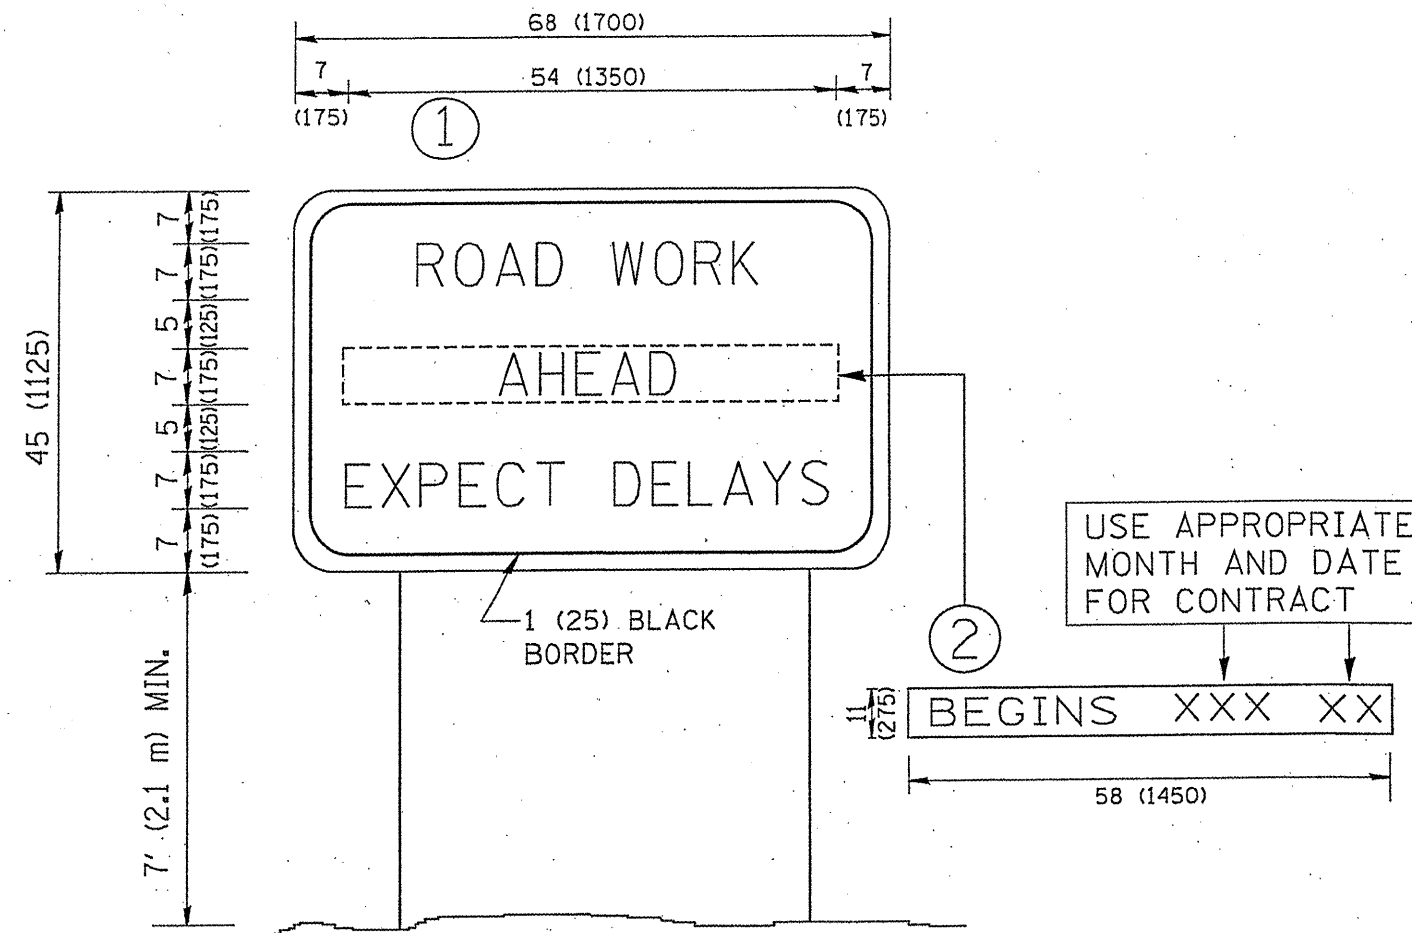 68 (1700)
7
54 (1350)
7
(175)
(175)
1
45 (1125)
7 (175)
7 (175)
5 (125)
7 (175)
5 (125)
7 (175)
7 (175)
ROAD WORK
AHEAD
EXPECT DELAYS
1 (25) BLACK
BORDER
7' (2.1 m) MIN.
USE APPROPRIATE
MONTH AND DATE
FOR CONTRACT
2
11
(275)
BEGINS XXX XX
58 (1450)